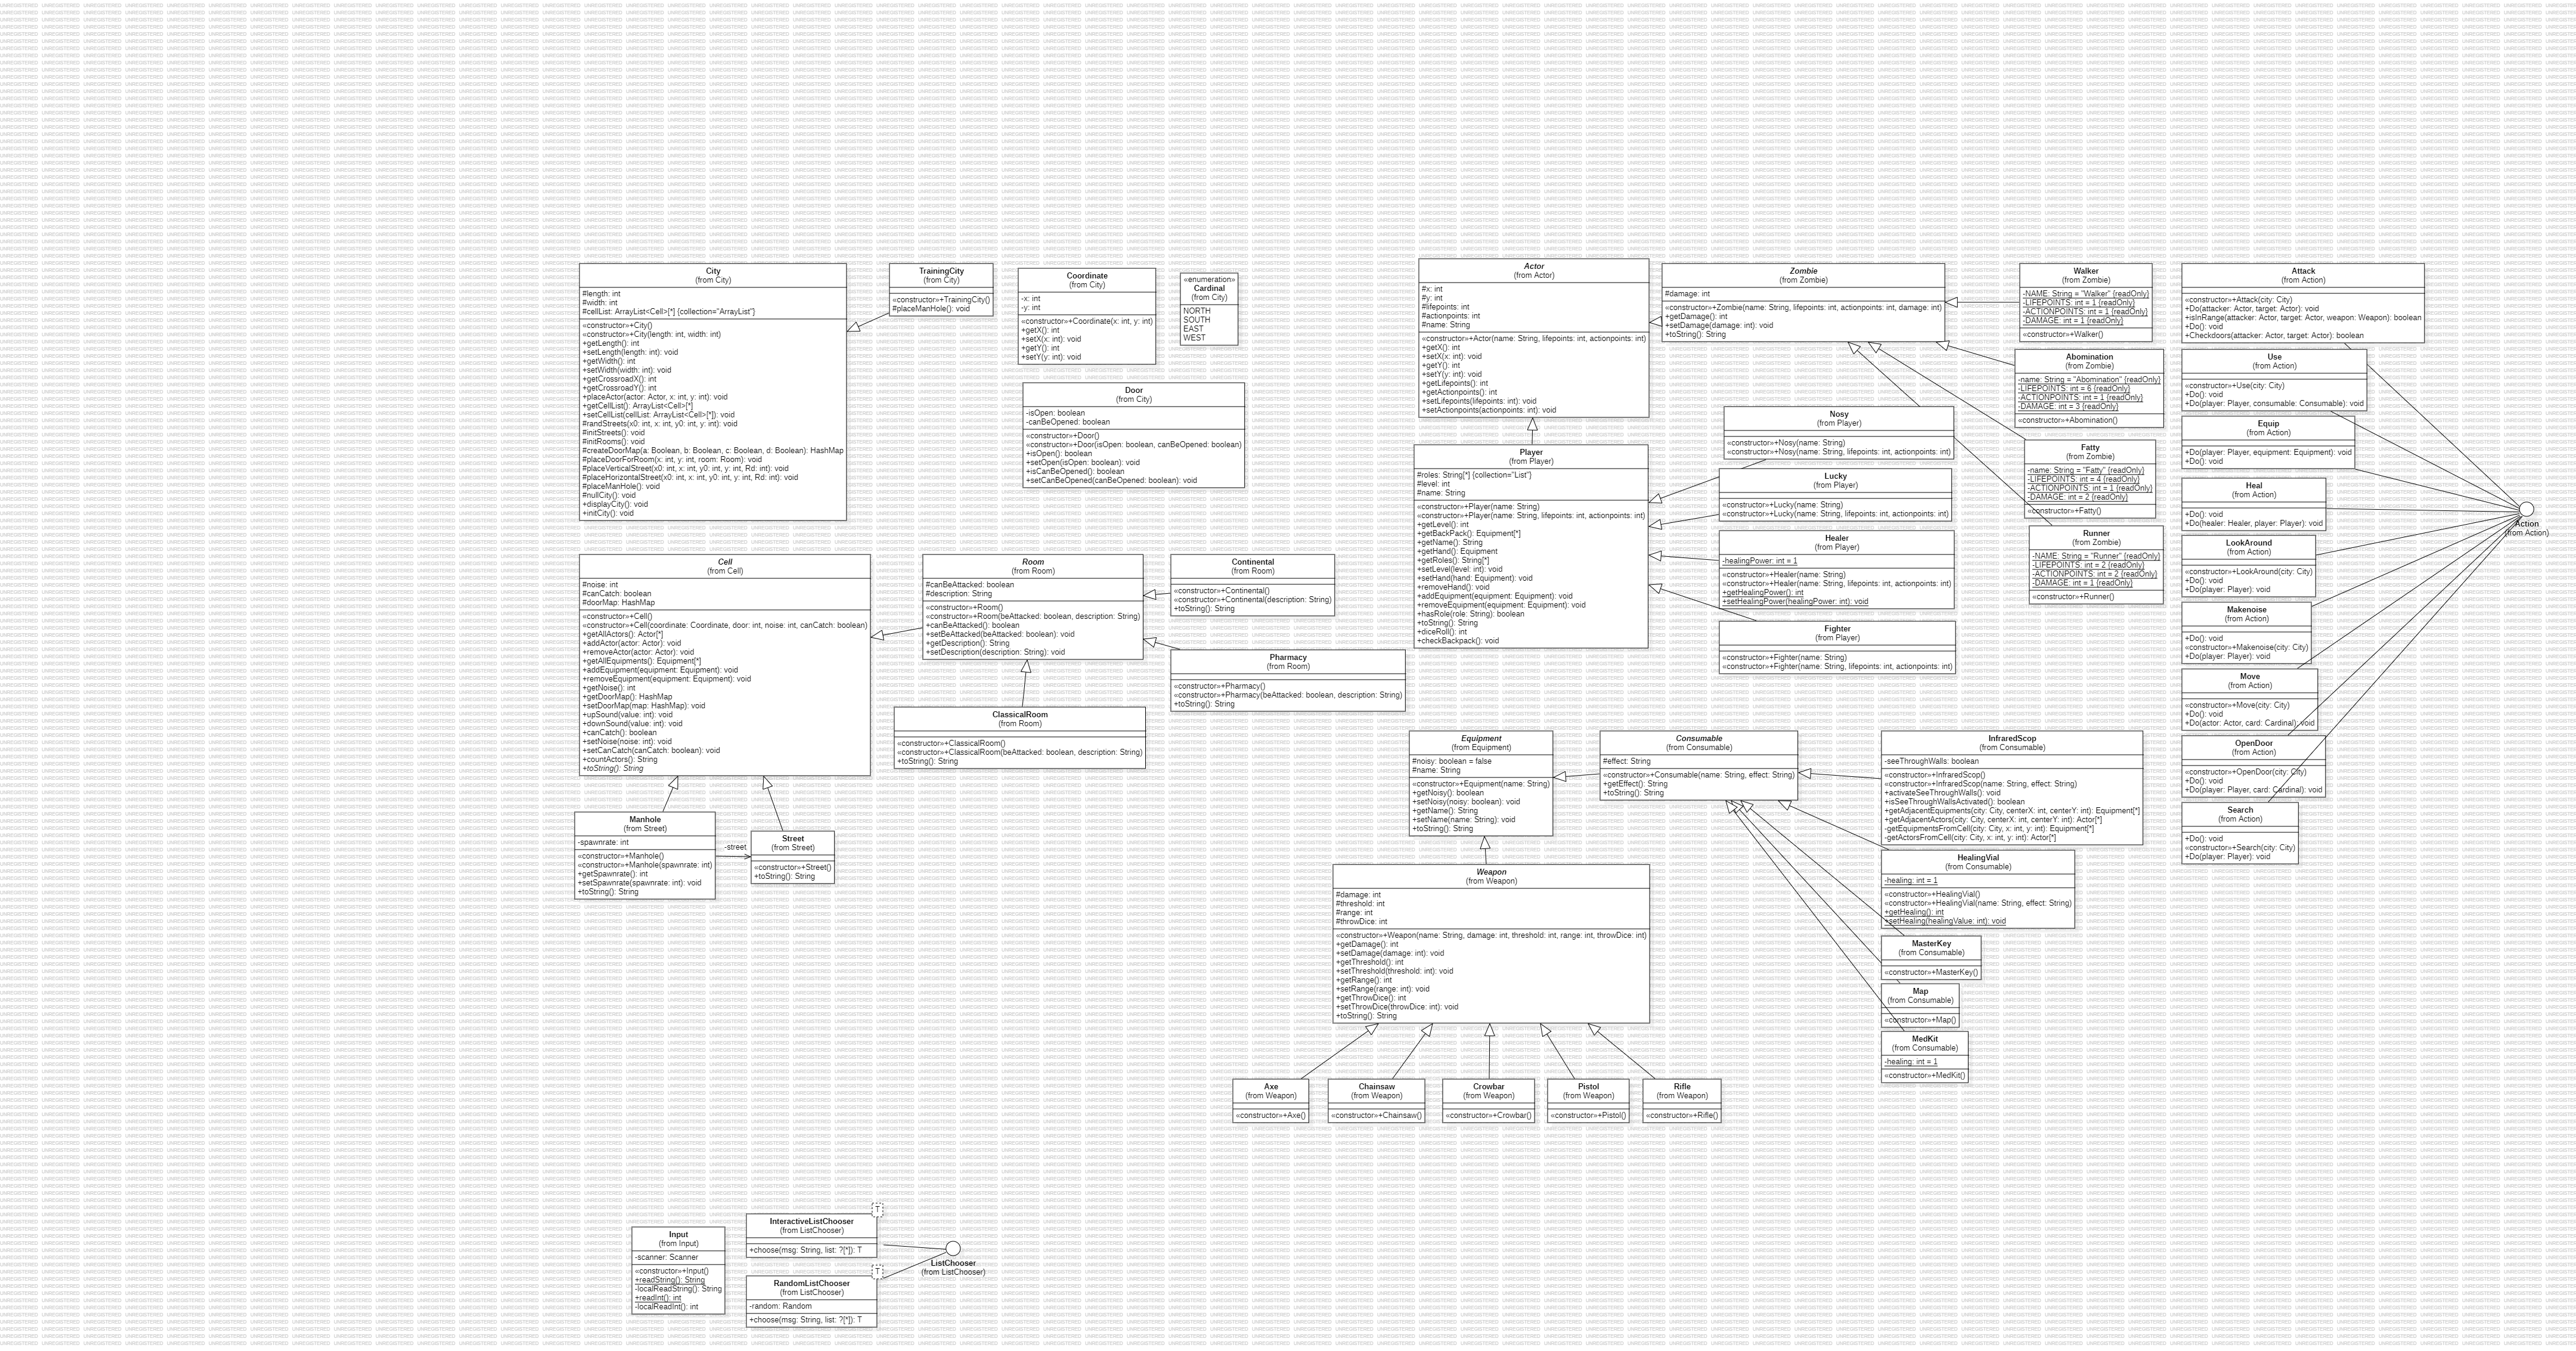 City
(from City)
#length: int
#width: int
#cellList: ArrayList<Cell>[*] {collection="ArrayList"}
«constructor»+City()
«constructor»+City(length: int, width: int)
+getLength(): int
+setLength(length: int): void
+getWidth(): int
+setWidth(width: int): void
+getCrossroadX(): int
+getCrossroadY(): int
+placeActor(actor: Actor, x: int, y: int): void
+getCellList(): ArrayList<Cell>[*]
+setCellList(cellList: ArrayList<Cell>[*]): void
#randStreets(x0: int, x: int, y0: int, y: int): void
#initStreets(): void
#initRooms(): void
#createDoorMap(a: Boolean, b: Boolean, c: Boolean, d: Boolean): HashMap
#placeDoorForRoom(x: int, y: int, room: Room): void
#placeVerticalStreet(x0: int, x: int, y0: int, y: int, Rd: int): void
#placeHorizontalStreet(x0: int, x: int, y0: int, y: int, Rd: int): void
#placeManHole(): void
#nullCity(): void
+displayCity(): void
+initCity(): void
TrainingCity
(from City)
«constructor»+TrainingCity()
#placeManHole(): void
Coordinate
(from City)
-x: int
-y: int
«constructor»+Coordinate(x: int, y: int)
+getX(): int
+setX(x: int): void
+getY(): int
+setY(y: int): void
«enumeration»
Cardinal
(from City)
NORTH
SOUTH
EAST
WEST
Door
(from City)
-isOpen: boolean
-canBeOpened: boolean
«constructor»+Door()
«constructor»+Door(isOpen: boolean, canBeOpened: boolean)
+isOpen(): boolean
+setOpen(isOpen: boolean): void
+isCanBeOpened(): boolean
+setCanBeOpened(canBeOpened: boolean): void
Cell
(from Cell)
#noise: int
#canCatch: boolean
#doorMap: HashMap
«constructor»+Cell()
«constructor»+Cell(coordinate: Coordinate, door: int, noise: int, canCatch: boolean)
+getAllActors(): Actor[*]
+addActor(actor: Actor): void
+removeActor(actor: Actor): void
+getAllEquipments(): Equipment[*]
+addEquipment(equipment: Equipment): void
+removeEquipment(equipment: Equipment): void
+getNoise(): int
+getDoorMap(): HashMap
+setDoorMap(map: HashMap): void
+upSound(value: int): void
+downSound(value: int): void
+canCatch(): boolean
+setNoise(noise: int): void
+setCanCatch(canCatch: boolean): void
+countActors(): String
+toString(): String
Room
(from Room)
#canBeAttacked: boolean
#description: String
«constructor»+Room()
«constructor»+Room(beAttacked: boolean, description: String)
+canBeAttacked(): boolean
+setBeAttacked(beAttacked: boolean): void
+getDescription(): String
+setDescription(description: String): void
Continental
(from Room)
«constructor»+Continental()
«constructor»+Continental(description: String)
+toString(): String
Pharmacy
(from Room)
«constructor»+Pharmacy()
«constructor»+Pharmacy(beAttacked: boolean, description: String)
+toString(): String
ClassicalRoom
(from Room)
«constructor»+ClassicalRoom()
«constructor»+ClassicalRoom(beAttacked: boolean, description: String)
+toString(): String
Manhole
(from Street)
-spawnrate: int
«constructor»+Manhole()
«constructor»+Manhole(spawnrate: int)
+getSpawnrate(): int
+setSpawnrate(spawnrate: int): void
+toString(): String
-street
Street
(from Street)
«constructor»+Street()
+toString(): String
Actor
(from Actor)
#x: int
#y: int
#lifepoints: int
#actionpoints: int
#name: String
«constructor»+Actor(name: String, lifepoints: int, actionpoints: int)
+getX(): int
+setX(x: int): void
+getY(): int
+setY(y: int): void
+getLifepoints(): int
+getActionpoints(): int
+setLifepoints(lifepoints: int): void
+setActionpoints(actionpoints: int): void
Zombie
(from Zombie)
#damage: int
«constructor»+Zombie(name: String, lifepoints: int, actionpoints: int, damage: int)
+getDamage(): int
+setDamage(damage: int): void
+toString(): String
Walker
(from Zombie)
-NAME: String = "Walker" {readOnly}
-LIFEPOINTS: int = 1 {readOnly}
-ACTIONPOINTS: int = 1 {readOnly}
-DAMAGE: int = 1 {readOnly}
«constructor»+Walker()
Abomination
(from Zombie)
-name: String = "Abomination" {readOnly}
-LIFEPOINTS: int = 6 {readOnly}
-ACTIONPOINTS: int = 1 {readOnly}
-DAMAGE: int = 3 {readOnly}
«constructor»+Abomination()
Fatty
(from Zombie)
-name: String = "Fatty" {readOnly}
-LIFEPOINTS: int = 4 {readOnly}
-ACTIONPOINTS: int = 1 {readOnly}
-DAMAGE: int = 2 {readOnly}
«constructor»+Fatty()
Runner
(from Zombie)
-NAME: String = "Runner" {readOnly}
-LIFEPOINTS: int = 2 {readOnly}
-ACTIONPOINTS: int = 2 {readOnly}
-DAMAGE: int = 1 {readOnly}
«constructor»+Runner()
Player
(from Player)
#roles: String[*] {collection="List"}
#level: int
#name: String
«constructor»+Player(name: String)
«constructor»+Player(name: String, lifepoints: int, actionpoints: int)
+getLevel(): int
+getBackPack(): Equipment[*]
+getName(): String
+getHand(): Equipment
+getRoles(): String[*]
+setLevel(level: int): void
+setHand(hand: Equipment): void
+removeHand(): void
+addEquipment(equipment: Equipment): void
+removeEquipment(equipment: Equipment): void
+hasRole(role: String): boolean
+toString(): String
+diceRoll(): int
+checkBackpack(): void
Nosy
(from Player)
«constructor»+Nosy(name: String)
«constructor»+Nosy(name: String, lifepoints: int, actionpoints: int)
Lucky
(from Player)
«constructor»+Lucky(name: String)
«constructor»+Lucky(name: String, lifepoints: int, actionpoints: int)
Healer
(from Player)
-healingPower: int = 1
«constructor»+Healer(name: String)
«constructor»+Healer(name: String, lifepoints: int, actionpoints: int)
+getHealingPower(): int
+setHealingPower(healingPower: int): void
Fighter
(from Player)
«constructor»+Fighter(name: String)
«constructor»+Fighter(name: String, lifepoints: int, actionpoints: int)
Attack
(from Action)
«constructor»+Attack(city: City)
+Do(attacker: Actor, target: Actor): void
+isInRange(attacker: Actor, target: Actor, weapon: Weapon): boolean
+Do(): void
+Checkdoors(attacker: Actor, target: Actor): boolean
Use
(from Action)
«constructor»+Use(city: City)
+Do(): void
+Do(player: Player, consumable: Consumable): void
Equip
(from Action)
+Do(player: Player, equipment: Equipment): void
+Do(): void
Heal
(from Action)
+Do(): void
+Do(healer: Healer, player: Player): void
LookAround
(from Action)
«constructor»+LookAround(city: City)
+Do(): void
+Do(player: Player): void
Makenoise
(from Action)
+Do(): void
«constructor»+Makenoise(city: City)
+Do(player: Player): void
Move
(from Action)
«constructor»+Move(city: City)
+Do(): void
+Do(actor: Actor, card: Cardinal): void
OpenDoor
(from Action)
«constructor»+OpenDoor(city: City)
+Do(): void
+Do(player: Player, card: Cardinal): void
Search
(from Action)
+Do(): void
«constructor»+Search(city: City)
+Do(player: Player): void
Action
(from Action)
Equipment
(from Equipment)
#noisy: boolean = false
#name: String
«constructor»+Equipment(name: String)
+getNoisy(): boolean
+setNoisy(noisy: boolean): void
+getName(): String
+setName(name: String): void
+toString(): String
Consumable
(from Consumable)
#effect: String
«constructor»+Consumable(name: String, effect: String)
+getEffect(): String
+toString(): String
InfraredScop
(from Consumable)
-seeThroughWalls: boolean
«constructor»+InfraredScop()
«constructor»+InfraredScop(name: String, effect: String)
+activateSeeThroughWalls(): void
+isSeeThroughWallsActivated(): boolean
+getAdjacentEquipments(city: City, centerX: int, centerY: int): Equipment[*]
+getAdjacentActors(city: City, centerX: int, centerY: int): Actor[*]
-getEquipmentsFromCell(city: City, x: int, y: int): Equipment[*]
-getActorsFromCell(city: City, x: int, y: int): Actor[*]
HealingVial
(from Consumable)
-healing: int = 1
«constructor»+HealingVial()
«constructor»+HealingVial(name: String, effect: String)
+getHealing(): int
+setHealing(healingValue: int): void
MasterKey
(from Consumable)
«constructor»+MasterKey()
Map
(from Consumable)
«constructor»+Map()
MedKit
(from Consumable)
-healing: int = 1
«constructor»+MedKit()
Weapon
(from Weapon)
#damage: int
#threshold: int
#range: int
#throwDice: int
«constructor»+Weapon(name: String, damage: int, threshold: int, range: int, throwDice: int)
+getDamage(): int
+setDamage(damage: int): void
+getThreshold(): int
+setThreshold(threshold: int): void
+getRange(): int
+setRange(range: int): void
+getThrowDice(): int
+setThrowDice(throwDice: int): void
+toString(): String
Axe
(from Weapon)
«constructor»+Axe()
Chainsaw
(from Weapon)
«constructor»+Chainsaw()
Crowbar
(from Weapon)
«constructor»+Crowbar()
Pistol
(from Weapon)
«constructor»+Pistol()
Rifle
(from Weapon)
«constructor»+Rifle()
Input
(from Input)
-scanner: Scanner
«constructor»+Input()
+readString(): String
-localReadString(): String
+readInt(): int
-localReadInt(): int
T
InteractiveListChooser
(from ListChooser)
+choose(msg: String, list: ?[*]): T
T
RandomListChooser
(from ListChooser)
-random: Random
+choose(msg: String, list: ?[*]): T
ListChooser
(from ListChooser)